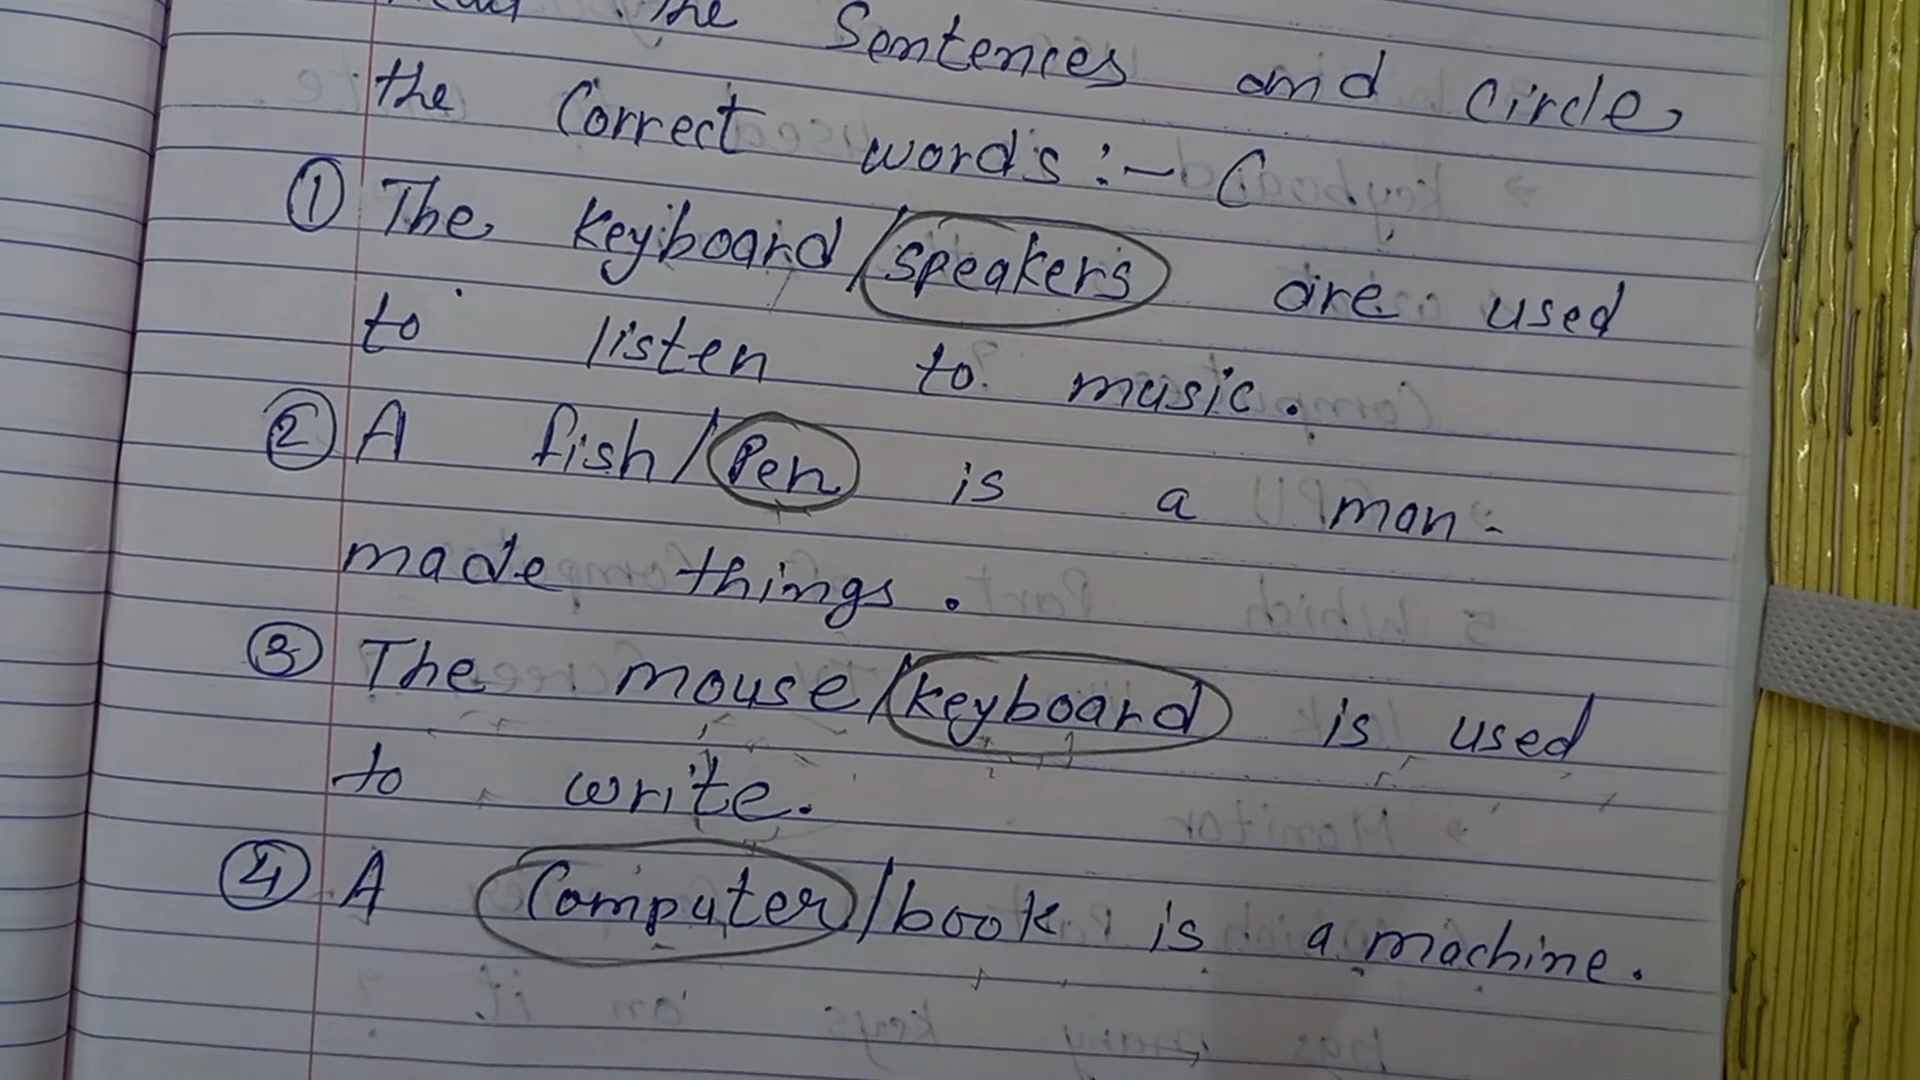 the Sentences and circle
the Correct words :- (
① The keyboard/speakers are used
to listen to music.
② A fish/Pen is a man-
made things.
③ The mouse/keyboard is used
to write.
④ A Computer/book is a machine.